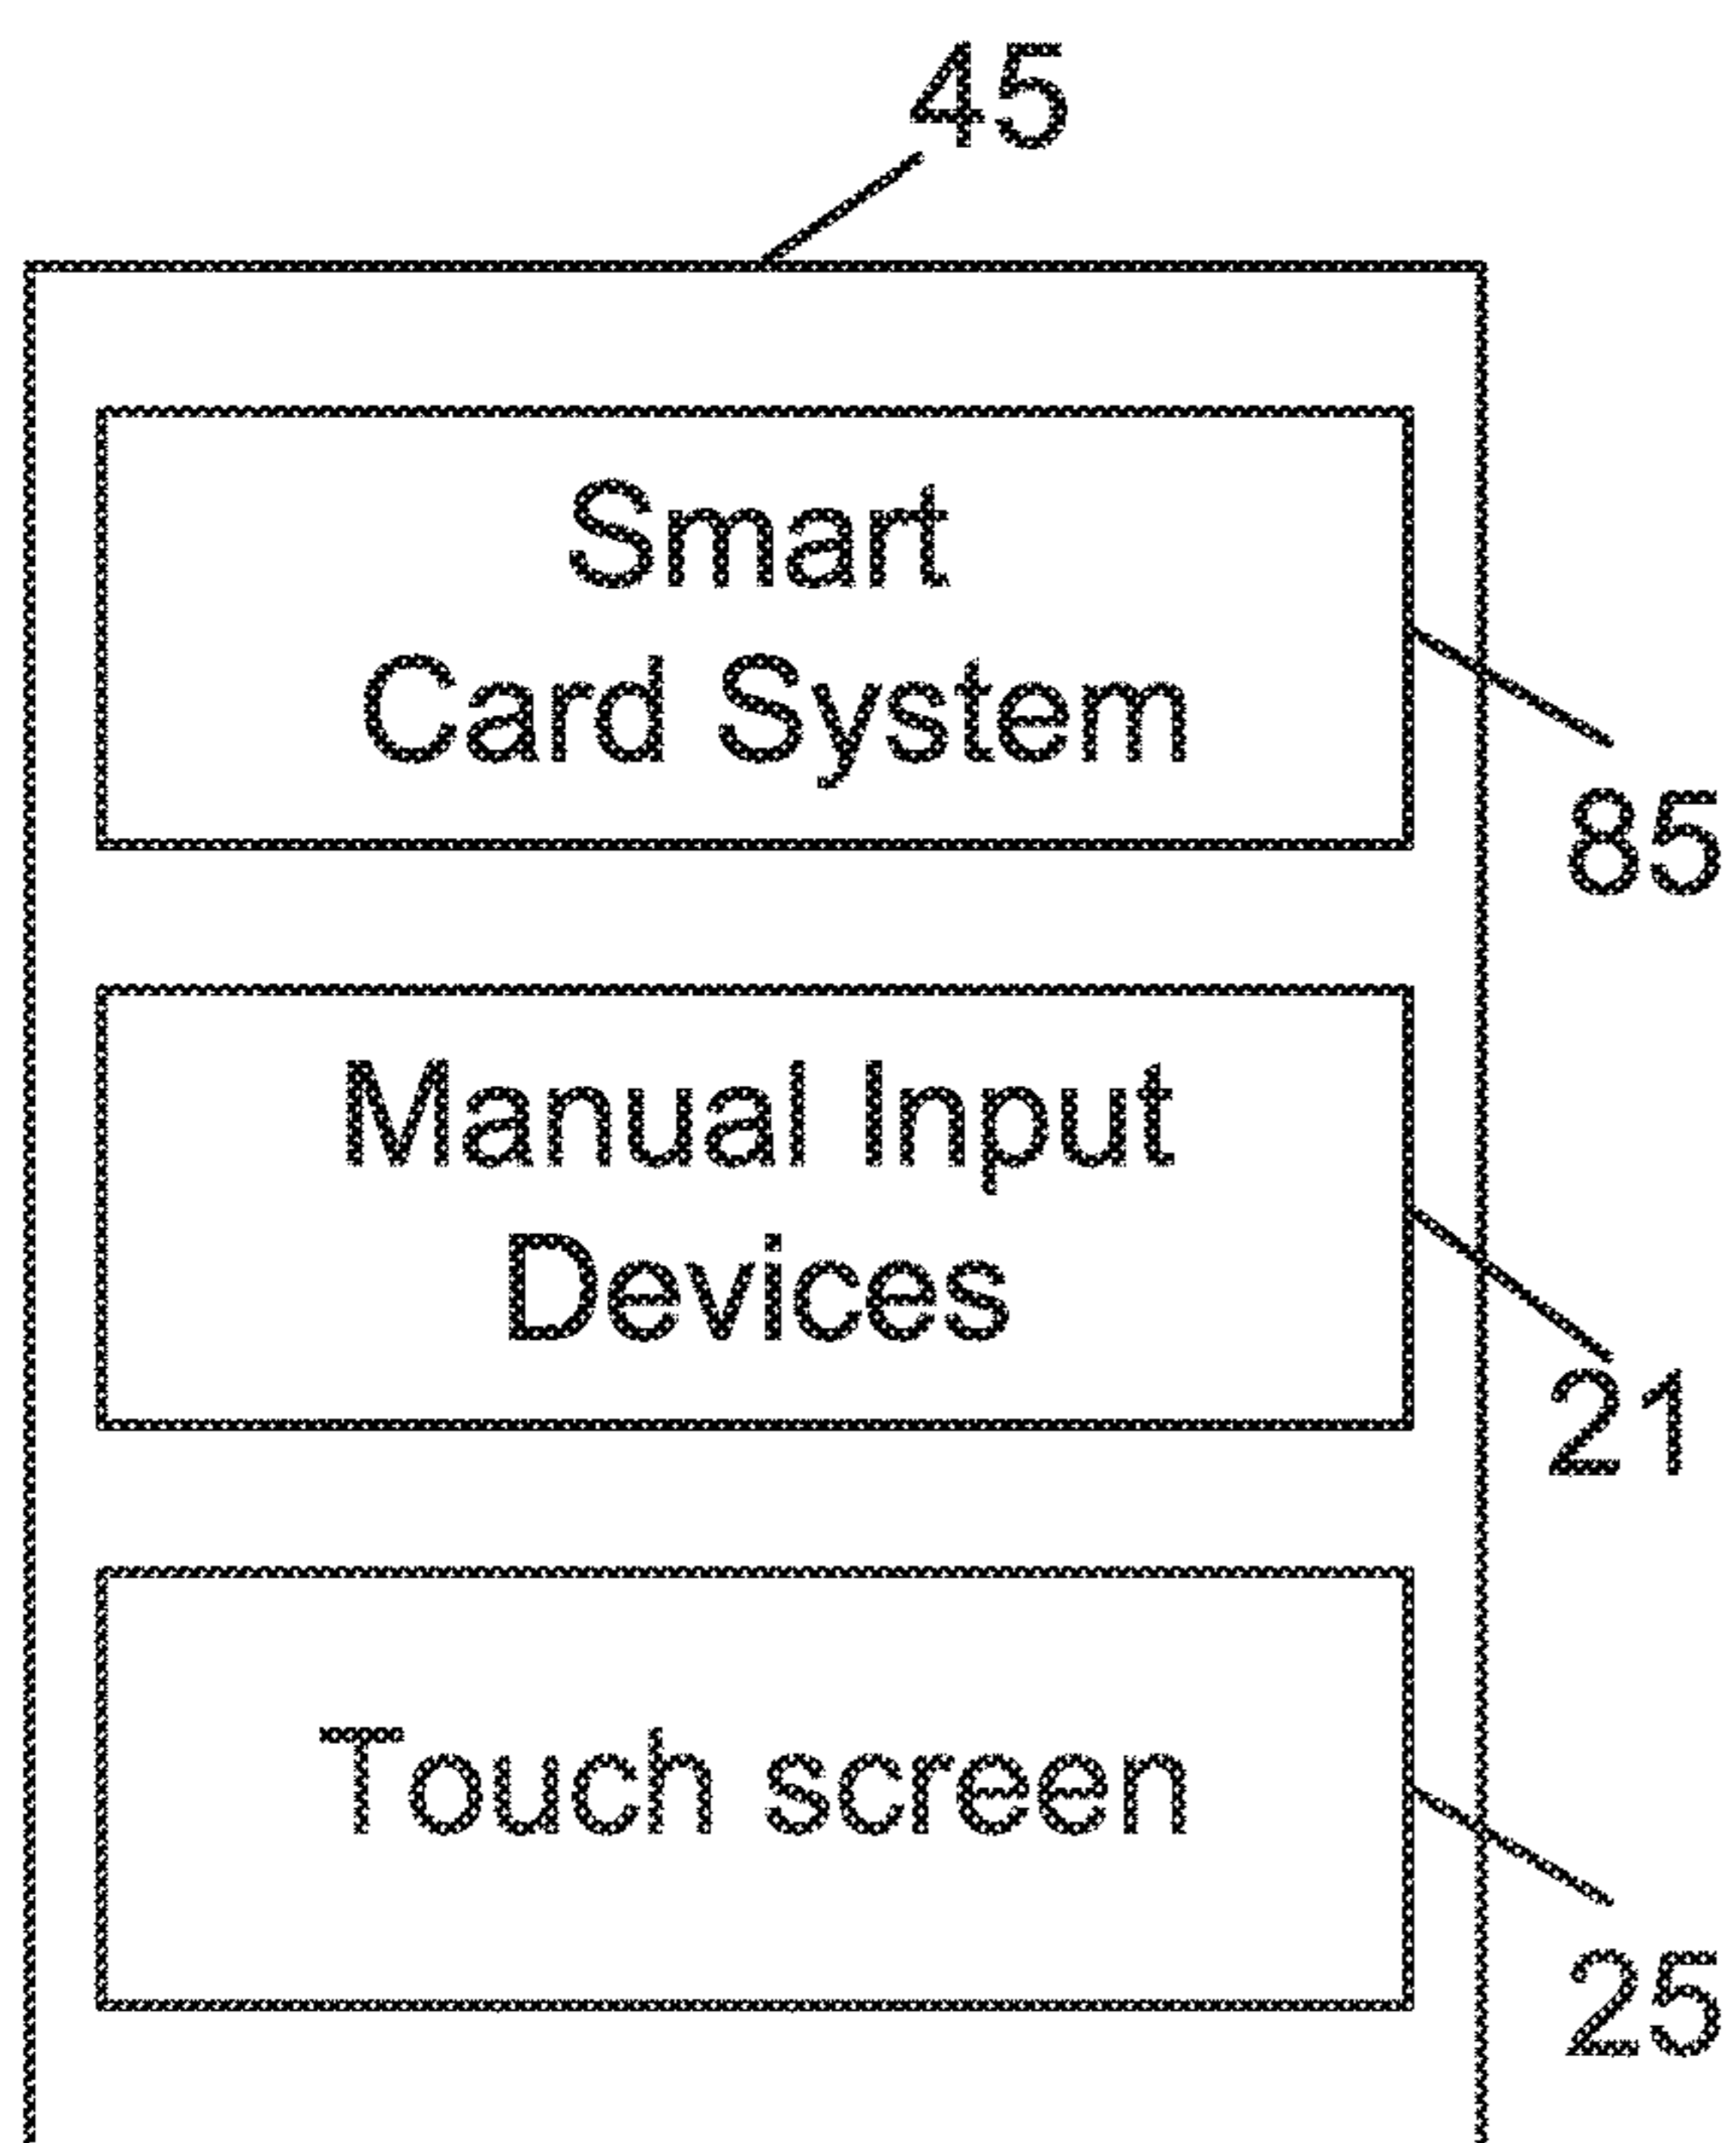 45
Smart
Card System
85
Manual Input
Devices
21
Touch screen
25